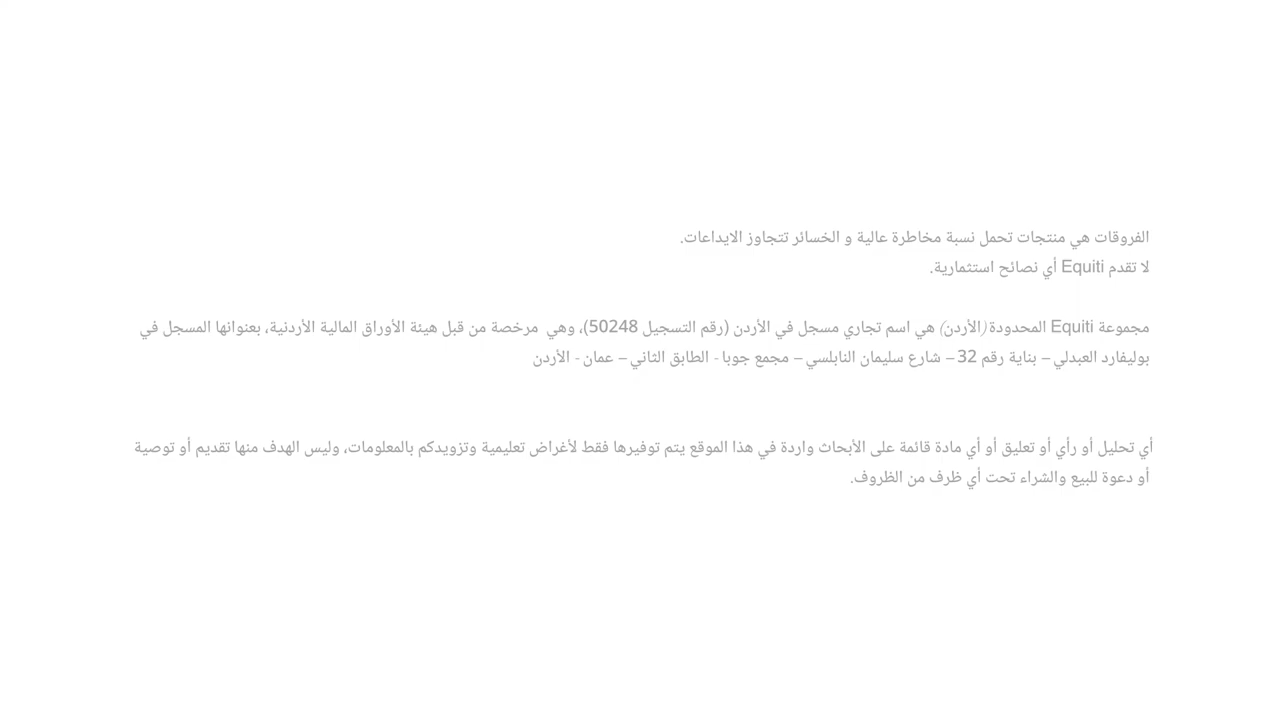 الفروقات هي منتجات تحمل نسبة مخاطرة عالية و الخسائر تتجاوز الايداعات.
لا تقدم Equiti أي نصائح استثمارية.
مجموعة Equiti المحدودة (الأردن) هي اسم تجاري مسجل في الأردن (رقم التسجيل 50248)، وهي مرخصة من قبل هيئة الأوراق المالية الأردنية، بعنوانها المسجل في
بوليفارد العبدلي – بناية رقم 32 – شارع سليمان النابلسي – مجمع جوبا - الطابق الثاني – عمان - الأردن
أي تحليل أو رأي أو تعليق أو أي مادة قائمة على الأبحاث واردة في هذا الموقع يتم توفيرها فقط لأغراض تعليمية وتزويدكم بالمعلومات، وليس الهدف منها تقديم أو توصية
أو دعوة للبيع والشراء تحت أي ظرف من الظروف.